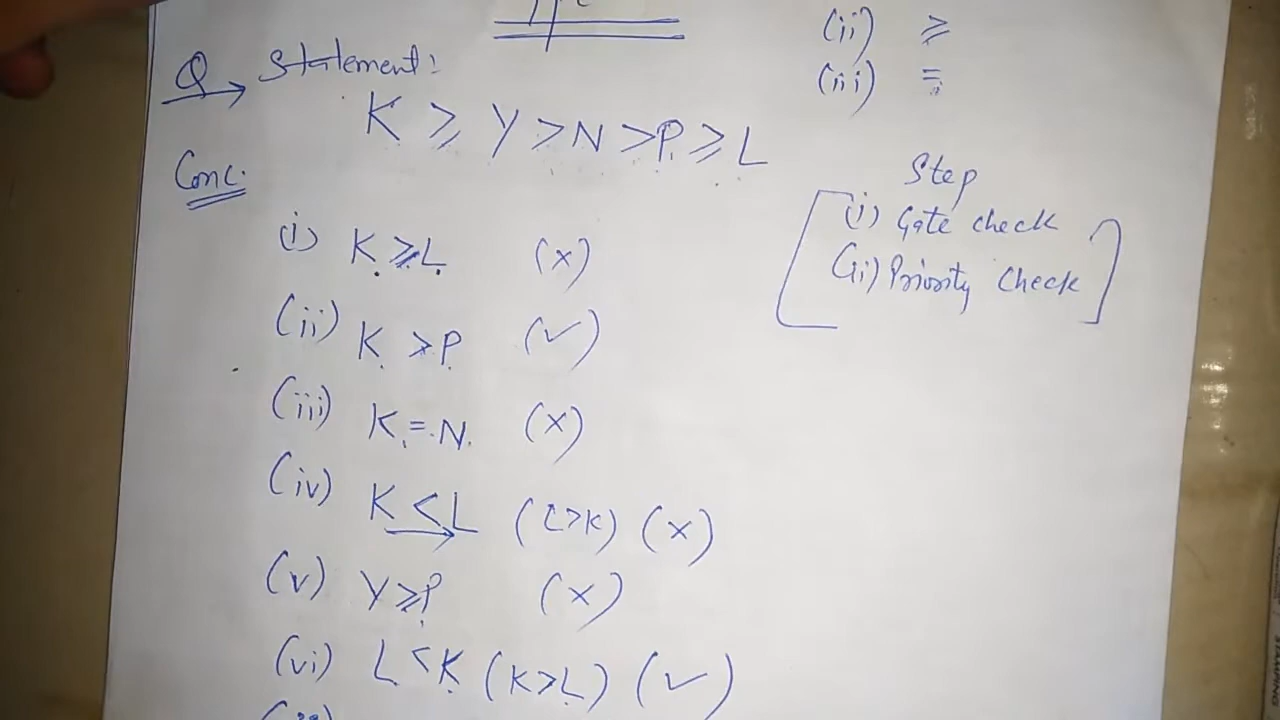 (ii) ≥
(iii) =
Q → Statement:
K ≥ Y > N > P ≥ L
Conc.
Step
(i) Gate check
(ii) Priority check
(i) K ≥ L (×)
(ii) K > P (✓)
(iii) K = N (×)
(iv) K < L (L>K) (×)
(v) Y ≥ P (×)
(vi) L < K (K>L) (✓)